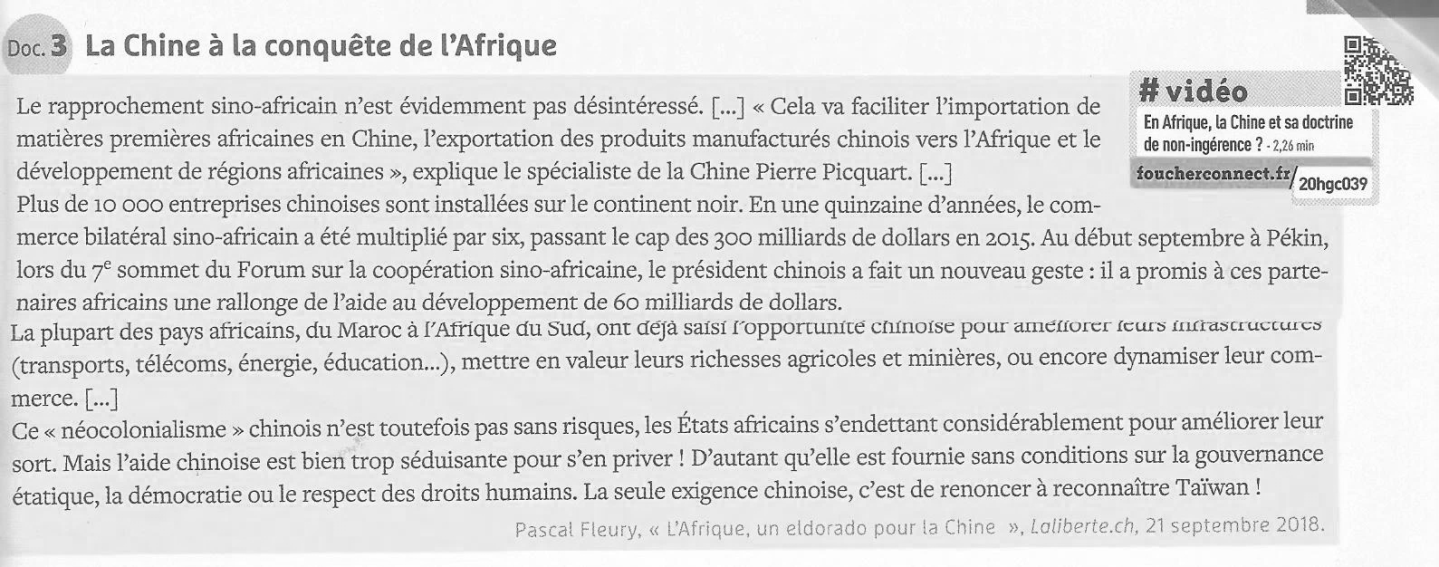 Doc. 3 La Chine à la conquête de l'Afrique
Le rapprochement sino-africain n'est évidemment pas désintéressé. [...] « Cela va faciliter l'importation de
matières premières africaines en Chine, l'exportation des produits manufacturés chinois vers l'Afrique et le
développement de régions africaines », explique le spécialiste de la Chine Pierre Picquart. [...]
Plus de 10 000 entreprises chinoises sont installées sur le continent noir. En une quinzaine d'années, le com-
merce bilatéral sino-africain a été multiplié par six, passant le cap des 300 milliards de dollars en 2015. Au début septembre à Pékin,
lors du 7e sommet du Forum sur la coopération sino-africaine, le président chinois a fait un nouveau geste : il a promis à ces parte-
naires africains une rallonge de l'aide au développement de 60 milliards de dollars.
La plupart des pays africains, du Maroc à l'Afrique du Sud, ont déjà saisi l'opportunité chinoise pour améliorer leurs infrastructures
(transports, télécoms, énergie, éducation...), mettre en valeur leurs richesses agricoles et minières, ou encore dynamiser leur com-
merce. [...]
Ce « néocolonialisme » chinois n'est toutefois pas sans risques, les États africains s'endettant considérablement pour améliorer leur
sort. Mais l'aide chinoise est bien trop séduisante pour s'en priver ! D'autant qu'elle est fournie sans conditions sur la gouvernance
étatique, la démocratie ou le respect des droits humains. La seule exigence chinoise, c'est de renoncer à reconnaître Taïwan !
Pascal Fleury, « L'Afrique, un eldorado pour la Chine », Laliberte.ch, 21 septembre 2018.
# vidéo
En Afrique, la Chine et sa doctrine
de non-ingérence ? - 2,26 min
foucherconnect.fr/20hgc039